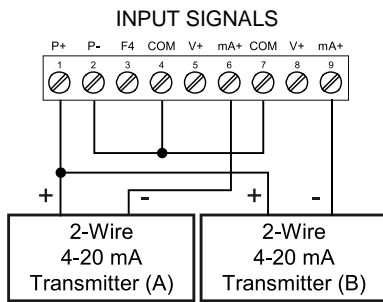 INPUT SIGNALS
P+ P- F4 COM V+ mA+ COM V+ mA+
1 2 3 4 5 6 7 8 9
+ - + -
2-Wire 2-Wire
4-20 mA 4-20 mA
Transmitter (A) Transmitter (B)